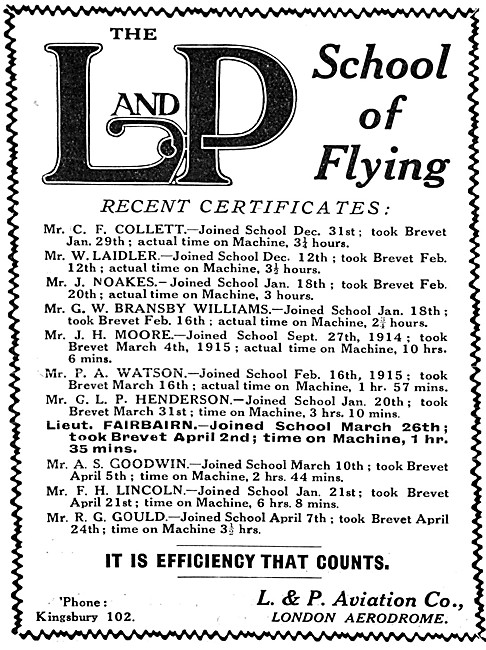 THE
L AND P
School
of
Flying
RECENT CERTIFICATES:
Mr. C. F. COLLETT.—Joined School Dec. 31st; took Brevet
Jan. 29th; actual time on Machine, 3¼ hours.
Mr. W. LAIDLER.—Joined School Dec. 12th; took Brevet Feb.
12th; actual time on Machine, 3½ hours.
Mr. J. NOAKES.—Joined School Jan. 18th; took Brevet Feb.
20th; actual time on Machine, 3 hours.
Mr. G. W. BRANSBY WILLIAMS.—Joined School Jan. 18th;
took Brevet Feb. 16th; actual time on Machine, 2¾ hours.
Mr. J. H. MOORE.—Joined School Sept. 27th, 1914; took
Brevet March 4th, 1915; actual time on Machine, 10 hrs.
6 mins.
Mr. P. A. WATSON.—Joined School Feb. 16th, 1915; took
Brevet March 16th; actual time on Machine, 1 hr. 57 mins.
Mr. G. L. P. HENDERSON.—Joined School Jan. 20th; took
Brevet March 31st; time on Machine, 3 hrs. 10 mins.
Lieut. FAIRBAIRN.—Joined School March 26th;
took Brevet April 2nd; time on Machine, 1 hr.
35 mins.
Mr. A. S. GOODWIN.—Joined School March 10th; took Brevet
April 5th; time on Machine, 2 hrs. 44 mins.
Mr. F. H. LINCOLN.—Joined School Jan. 21st; took Brevet
April 21st; time on Machine, 6 hrs. 8 mins.
Mr. R. G. GOULD.—Joined School April 7th; took Brevet April
24th; time on Machine 3½ hrs.
IT IS EFFICIENCY THAT COUNTS.
'Phone:
Kingsbury 102.
L. & P. Aviation Co.,
LONDON AERODROME.